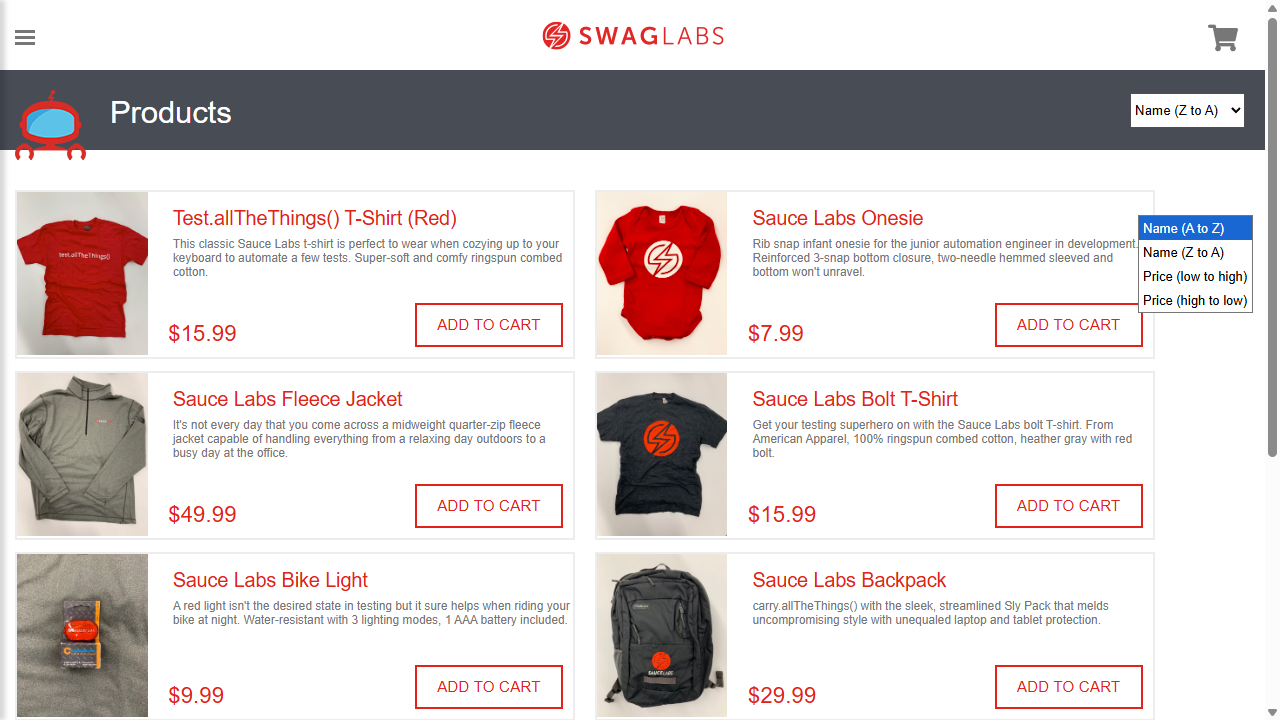 SWAGLABS
Products
Name (Z to A)
Name (A to Z)
Name (Z to A)
Price (low to high)
Price (high to low)
test.allTheThings()
Test.allTheThings() T-Shirt (Red)
This classic Sauce Labs t-shirt is perfect to wear when cozying up to your
keyboard to automate a few tests. Super-soft and comfy ringspun combed
cotton.
$15.99
ADD TO CART
Sauce Labs Onesie
Rib snap infant onesie for the junior automation engineer in development.
Reinforced 3-snap bottom closure, two-needle hemmed sleeved and
bottom won't unravel.
$7.99
ADD TO CART
Sauce Labs Fleece Jacket
It's not every day that you come across a midweight quarter-zip fleece
jacket capable of handling everything from a relaxing day outdoors to a
busy day at the office.
$49.99
ADD TO CART
Sauce Labs Bolt T-Shirt
Get your testing superhero on with the Sauce Labs bolt T-shirt. From
American Apparel, 100% ringspun combed cotton, heather gray with red
bolt.
$15.99
ADD TO CART
Sauce Labs Bike Light
A red light isn't the desired state in testing but it sure helps when riding your
bike at night. Water-resistant with 3 lighting modes, 1 AAA battery included.
$9.99
ADD TO CART
SAUCELABS
Sauce Labs Backpack
carry.allTheThings() with the sleek, streamlined Sly Pack that melds
uncompromising style with unequaled laptop and tablet protection.
$29.99
ADD TO CART